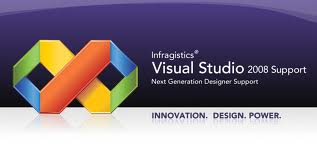 Infragistics®
Visual Studio 2008 Support
Next Generation Designer Support
INNOVATION. DESIGN. POWER.